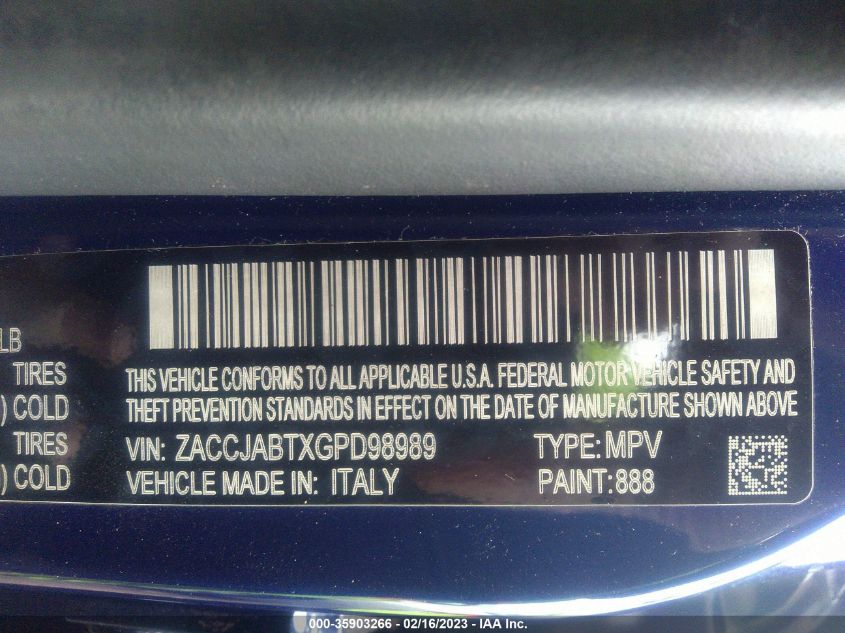 LB
TIRES
) COLD
TIRES
) COLD
THIS VEHICLE CONFORMS TO ALL APPLICABLE U.S.A. FEDERAL MOTOR VEHICLE SAFETY AND
THEFT PREVENTION STANDARDS IN EFFECT ON THE DATE OF MANUFACTURE SHOWN ABOVE
VIN: ZACCJABTXGPD98989 TYPE: MPV
VEHICLE MADE IN: ITALY PAINT:888
000-35903266 - 02/16/2023 - IAA Inc.